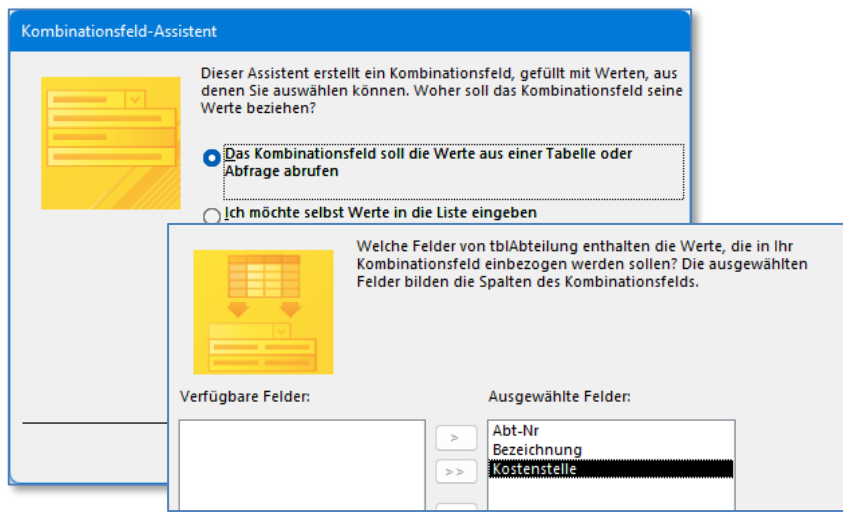 Kombinationsfeld-Assistent
Dieser Assistent erstellt ein Kombinationsfeld, gefüllt mit Werten, aus
denen Sie auswählen können. Woher soll das Kombinationsfeld seine
Werte beziehen?
Das Kombinationsfeld soll die Werte aus einer Tabelle oder
Abfrage abrufen
Ich möchte selbst Werte in die Liste eingeben
Welche Felder von tblAbteilung enthalten die Werte, die in Ihr
Kombinationsfeld einbezogen werden sollen? Die ausgewählten
Felder bilden die Spalten des Kombinationsfelds.
Verfügbare Felder:
Ausgewählte Felder:
>
>>
Abt-Nr
Bezeichnung
Kostenstelle